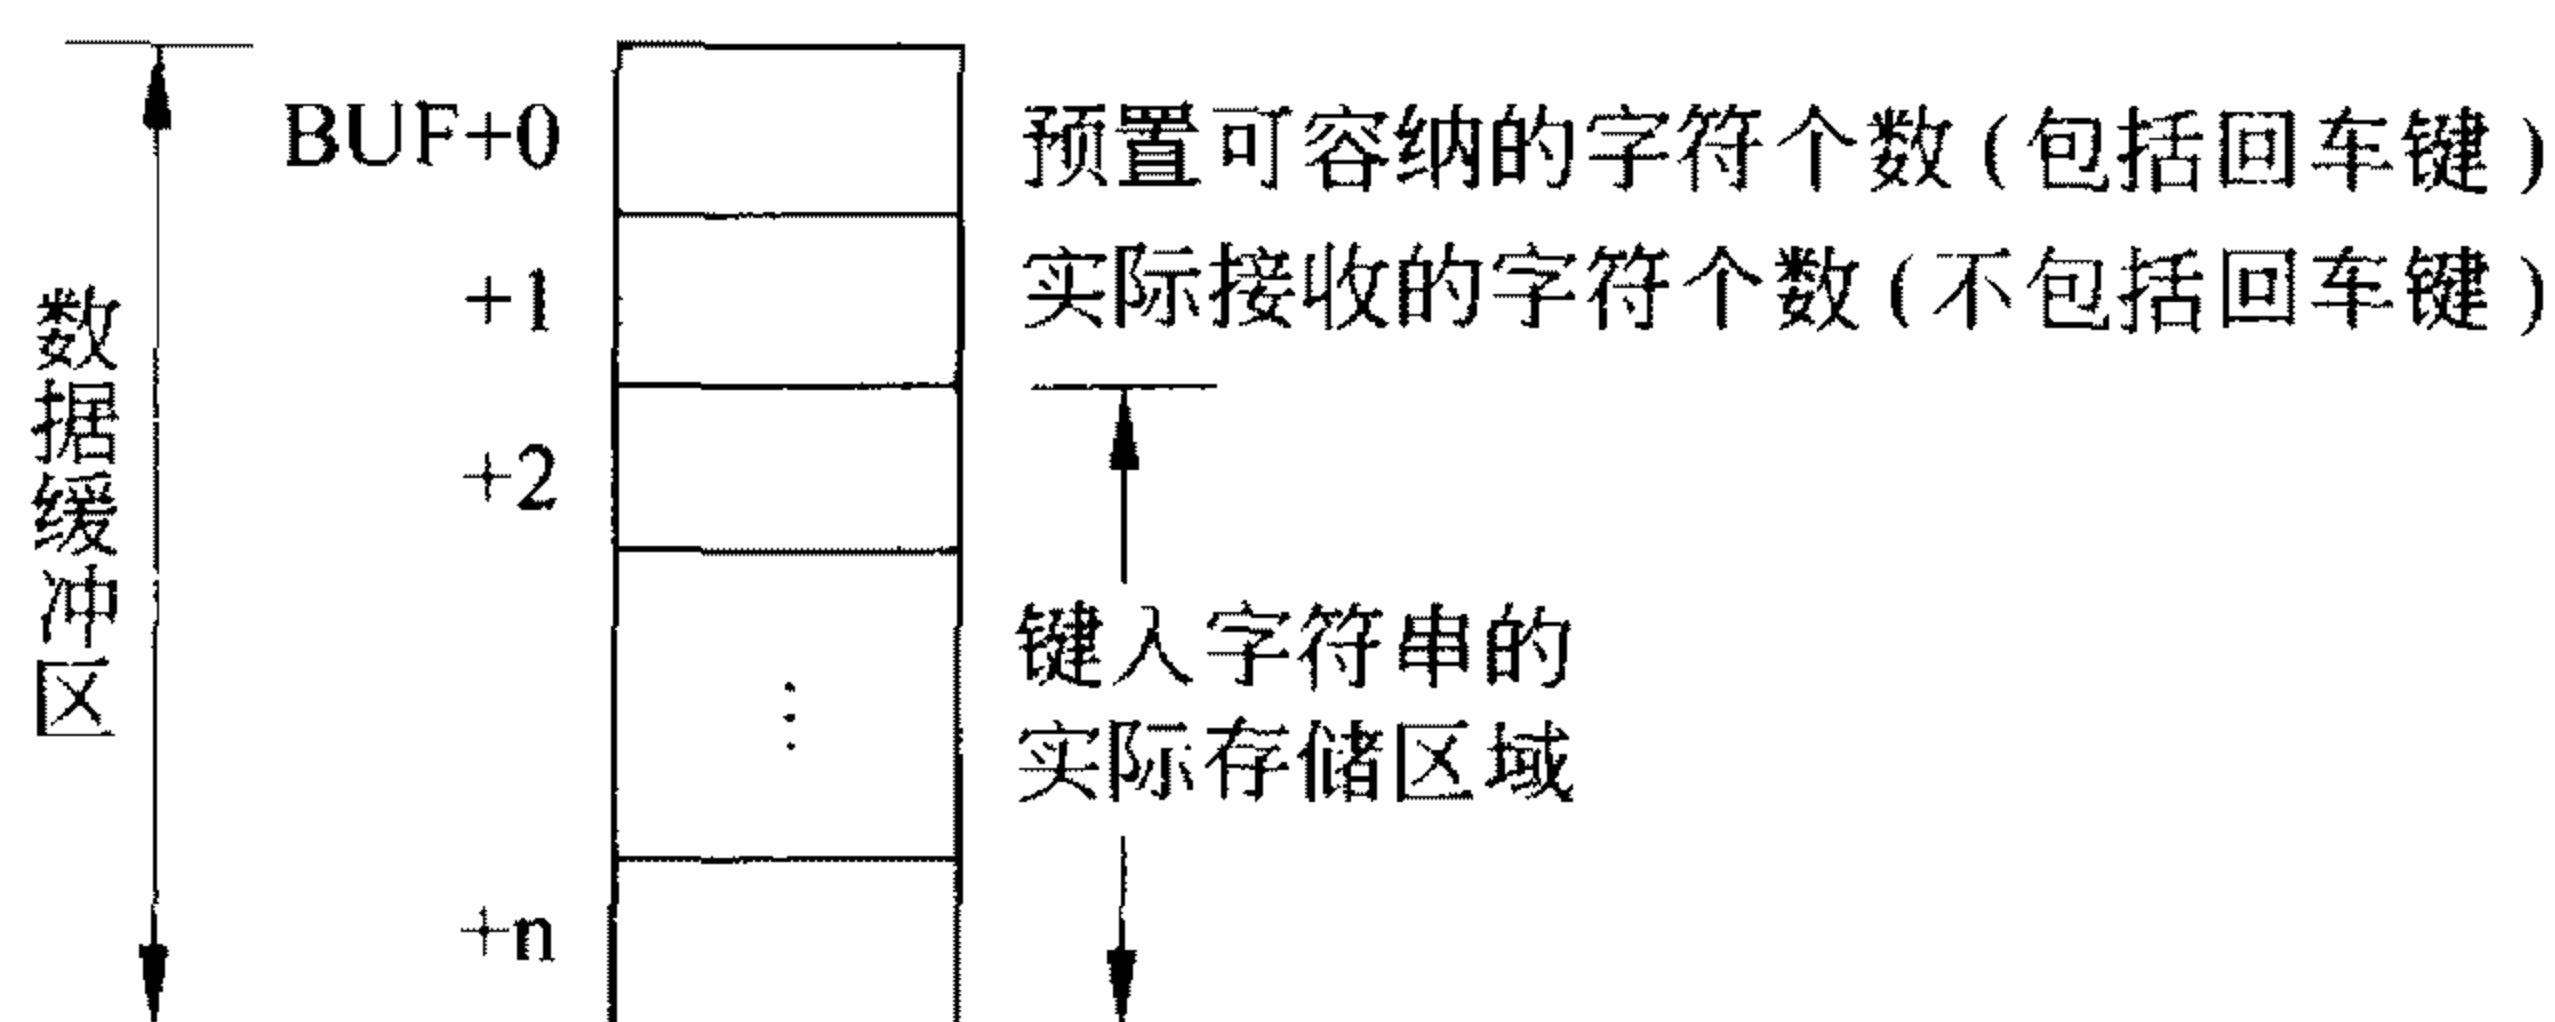 BUF+0
预置可容纳的字符个数(包括回车键)
+1
实际接收的字符个数(不包括回车键)
数据缓冲区
+2
键入字符串的
实际存储区域
+n